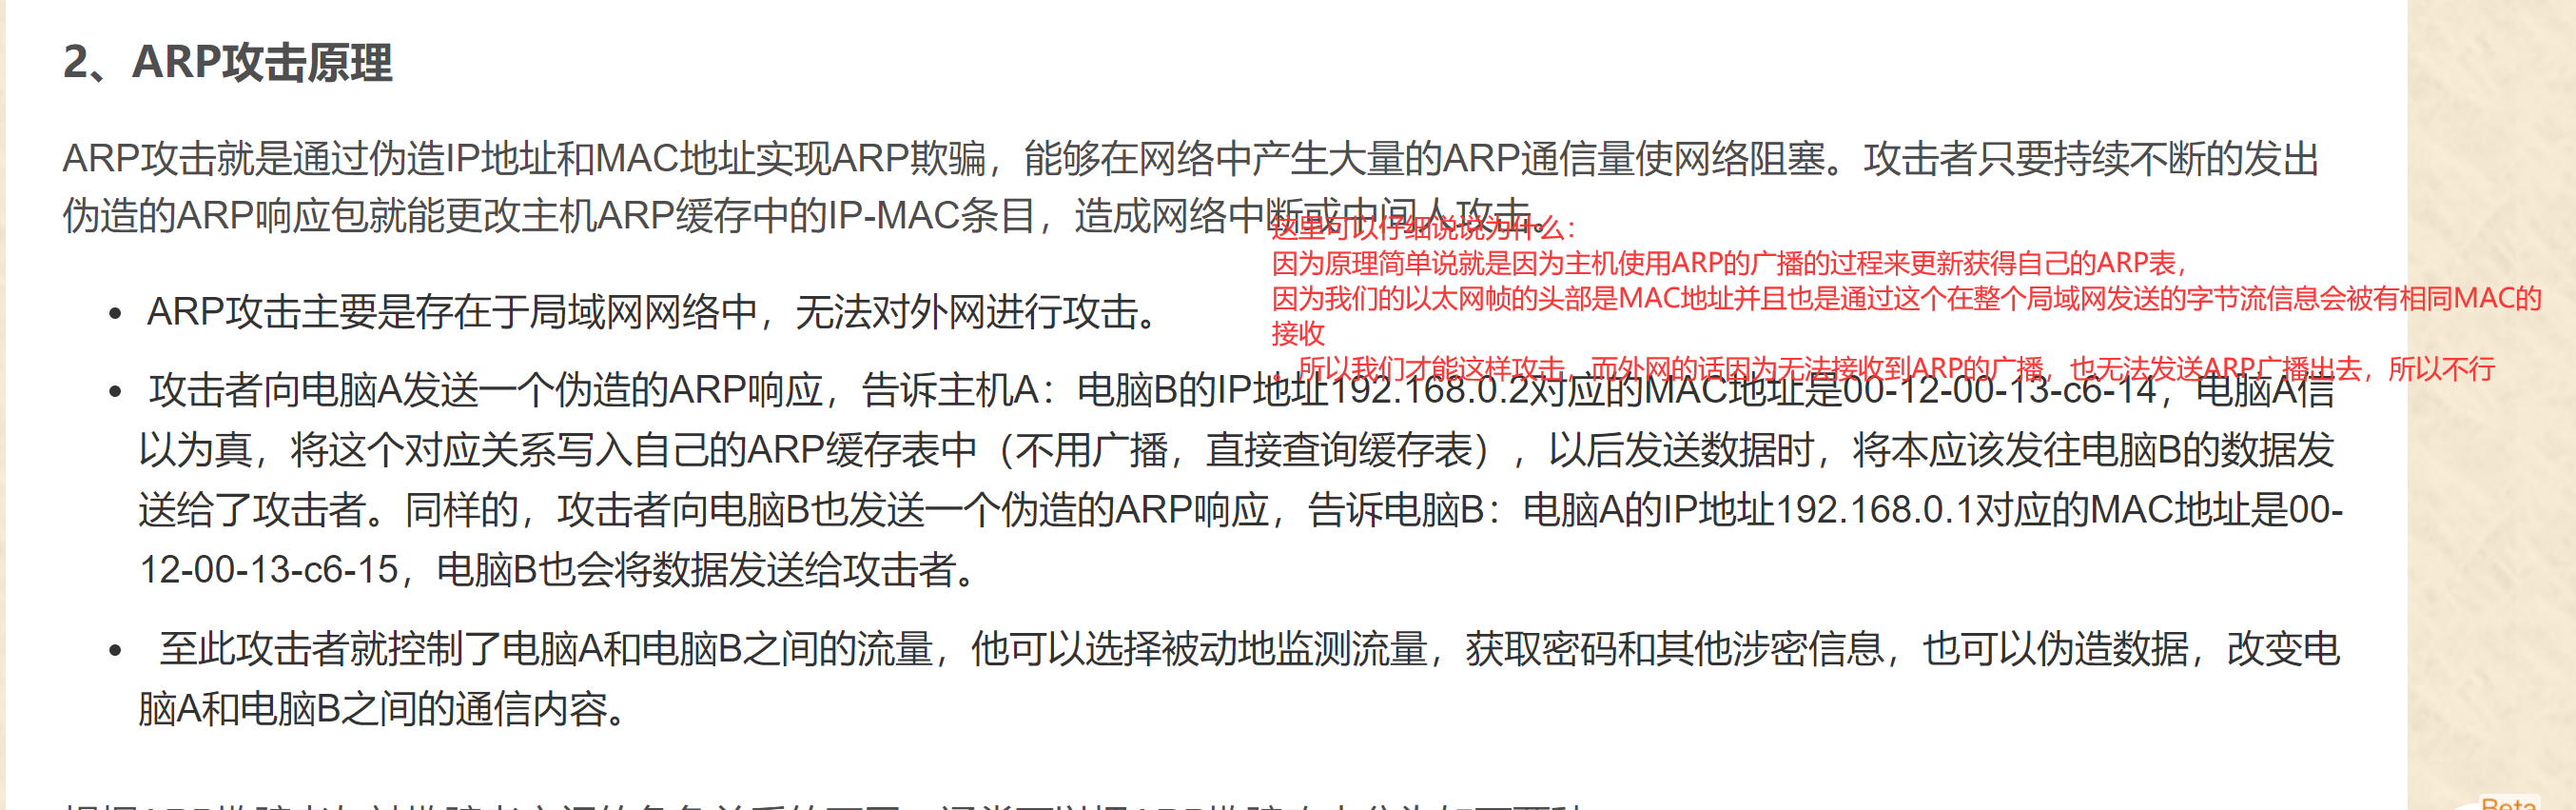 2、ARP攻击原理
ARP攻击就是通过伪造IP地址和MAC地址实现ARP欺骗，能够在网络中产生大量的ARP通信量使网络阻塞。攻击者只要持续不断的发出
伪造的ARP响应包就能更改主机ARP缓存中的IP-MAC条目，造成网络中断或中间人攻击。
这里可以仔细说说为什么：
因为原理简单说就是因为主机使用ARP的广播的过程来更新获得自己的ARP表，
因为我们的以太网帧的头部是MAC地址并且也是通过这个在整个局域网发送的字节流信息会被有相同MAC的
接收
。所以我们才能这样攻击，而外网的话因为无法接收到ARP的广播，也无法发送ARP广播出去，所以不行
• ARP攻击主要是存在于局域网网络中，无法对外网进行攻击。
• 攻击者向电脑A发送一个伪造的ARP响应，告诉主机A：电脑B的IP地址192.168.0.2对应的MAC地址是00-12-00-13-c6-14，电脑A信
以为真，将这个对应关系写入自己的ARP缓存表中（不用广播，直接查询缓存表），以后发送数据时，将本应该发往电脑B的数据发
送给了攻击者。同样的，攻击者向电脑B也发送一个伪造的ARP响应，告诉电脑B：电脑A的IP地址192.168.0.1对应的MAC地址是00-
12-00-13-c6-15，电脑B也会将数据发送给攻击者。
• 至此攻击者就控制了电脑A和电脑B之间的流量，他可以选择被动地监测流量，获取密码和其他涉密信息，也可以伪造数据，改变电
脑A和电脑B之间的通信内容。
Beta